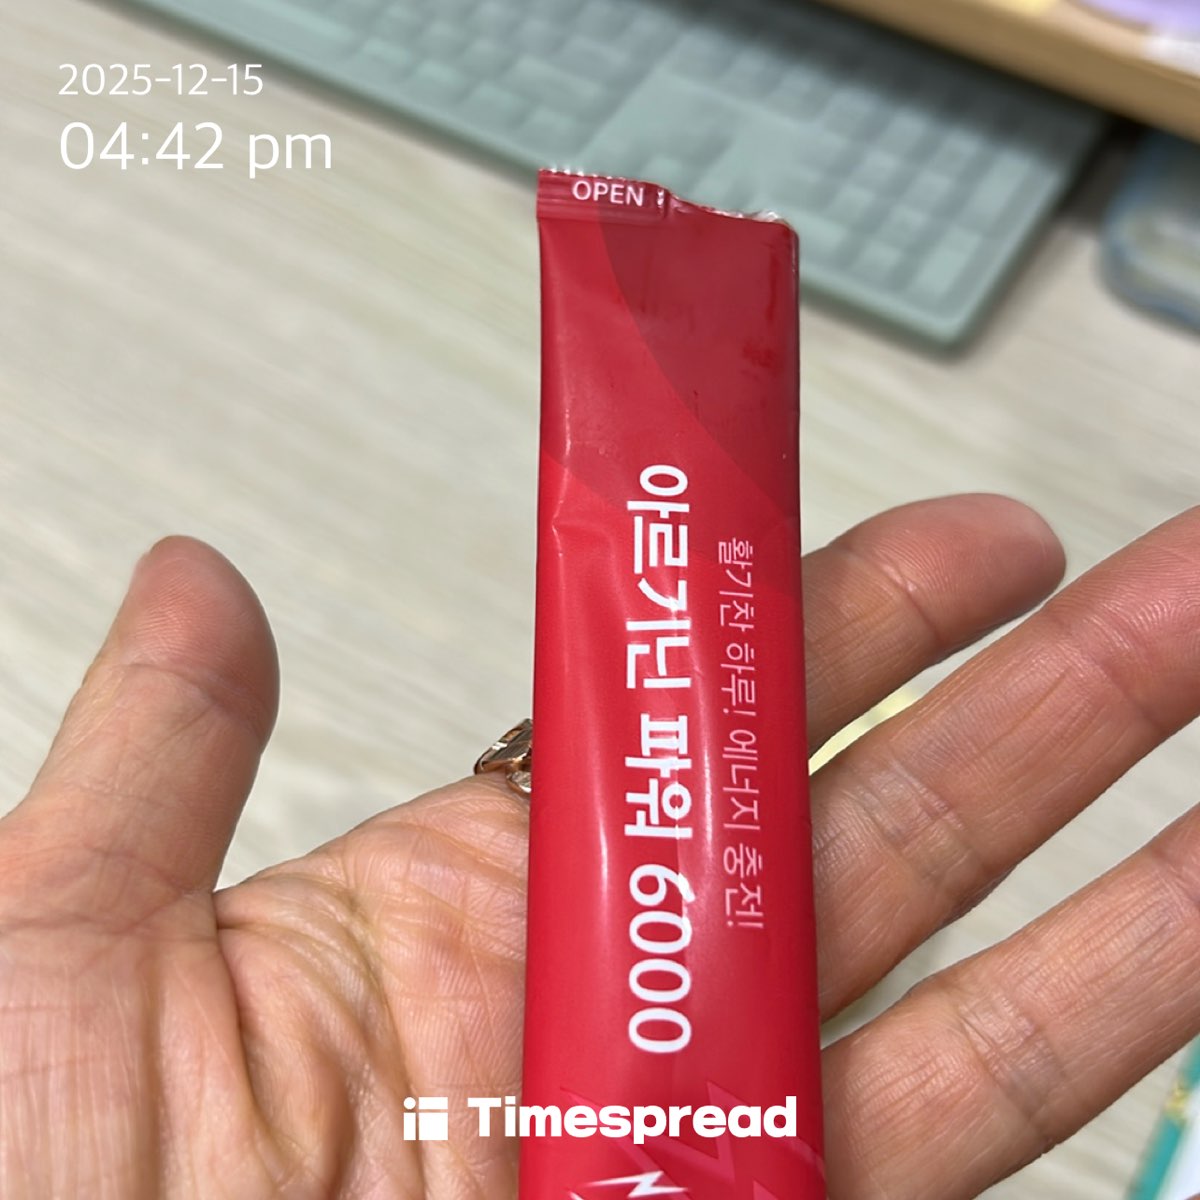 2025-12-15
04:42 pm
OPEN
활기찬 하루! 에너지 충전!
아르기닌 파워 6000
Timespread